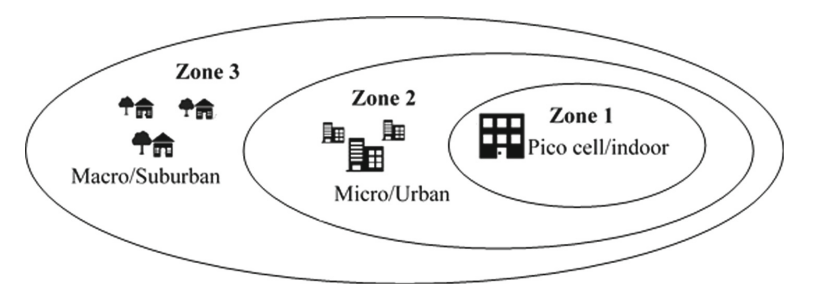 Zone 3
Macro/Suburban
Zone 2
Micro/Urban
Zone 1
Pico cell/indoor